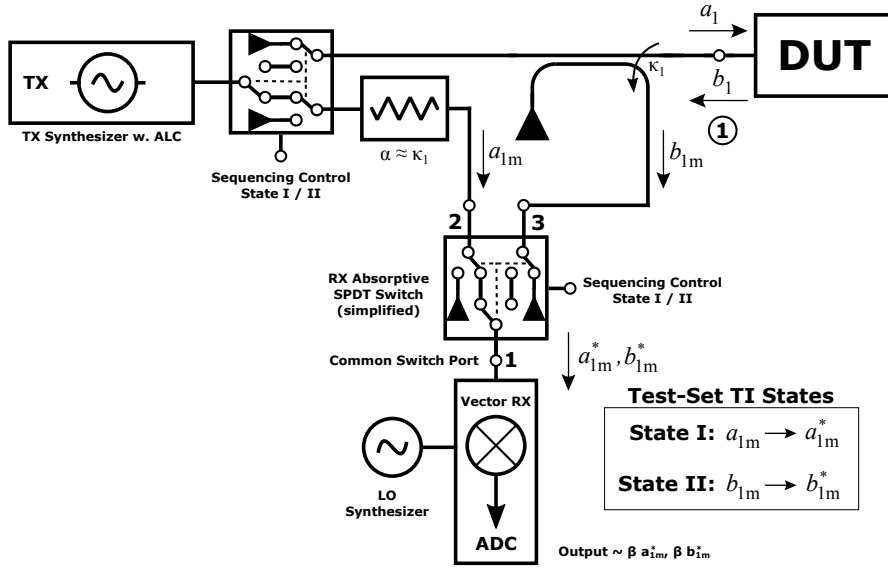 a₁
DUT
TX
κ₁
b₁
1
TX Synthesizer w. ALC
α ≈ κ₁
a₁ₘ
b₁ₘ
Sequencing Control
State I / II
2
3
RX Absorptive
SPDT Switch
(simplified)
Sequencing Control
State I / II
Common Switch Port
1
a*₁ₘ, b*₁ₘ
Vector RX
Test-Set TI States
State I: a₁ₘ → a*₁ₘ
State II: b₁ₘ → b*₁ₘ
LO
Synthesizer
ADC
Output ~ β a*₁ₘ, β b*₁ₘ